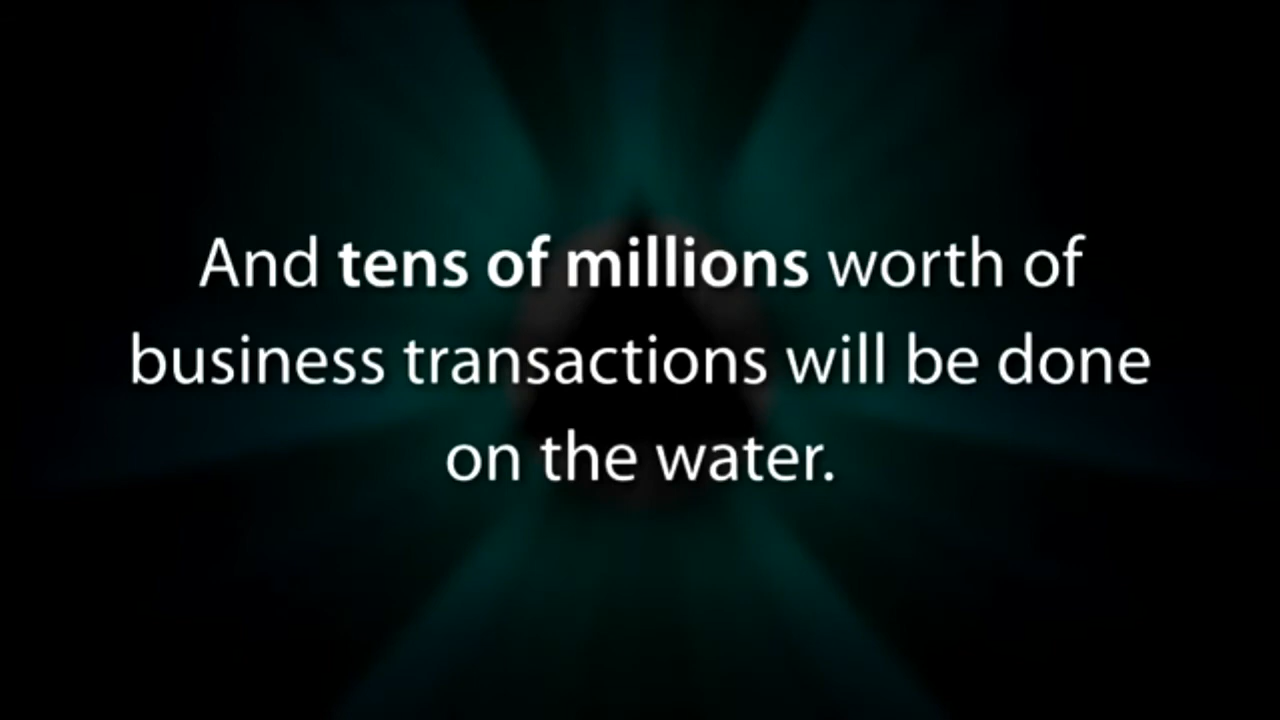 And tens of millions worth of
business transactions will be done
on the water.